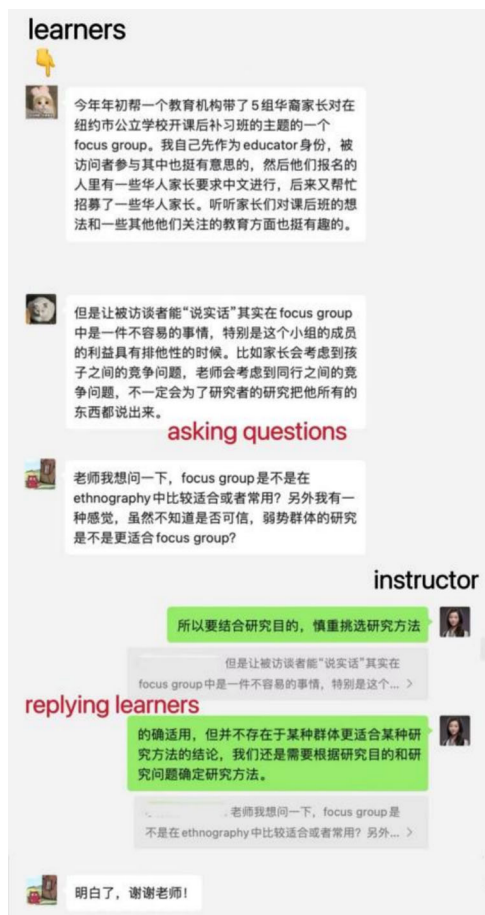 learners
今年年初帮一个教育机构带了5组华裔家长对在
纽约市公立学校开课后补习班的主题的一个
focus group。我自己先作为educator身份，被
访问者参与其中也挺有意思的，然后他们报名的
人里有一些华人家长要求中文进行，后来又帮忙
招募了一些华人家长。听听家长们对课后班的想
法和一些其他他们关注的教育方面也挺有趣的。
但是让被访谈者能“说实话”其实在focus group
中是一件不容易的事情，特别是这个小组的成员
的利益具有排他性的时候。比如家长会考虑到孩
子之间的竞争问题，老师会考虑到同行之间的竞
争问题，不一定会为了研究者的研究把他所有的
东西都说出来。
asking questions
老师我想问一下，focus group是不是在
ethnography中比较适合或者常用？另外我有一
种感觉，虽然不知道是否可信，弱势群体的研究
是不是更适合focus group?
instructor
所以要结合研究目的，慎重挑选研究方法
但是让被访谈者能“说实话”其实在
focus group中是一件不容易的事情，特别是这个...
replying learners
的确适用，但并不存在于某种群体更适合某种研
究方法的结论，我们还是需要根据研究目的和研
究问题确定研究方法。
老师我想问一下，focus group是
不是在ethnography中比较适合或者常用？另外...
明白了，谢谢老师！